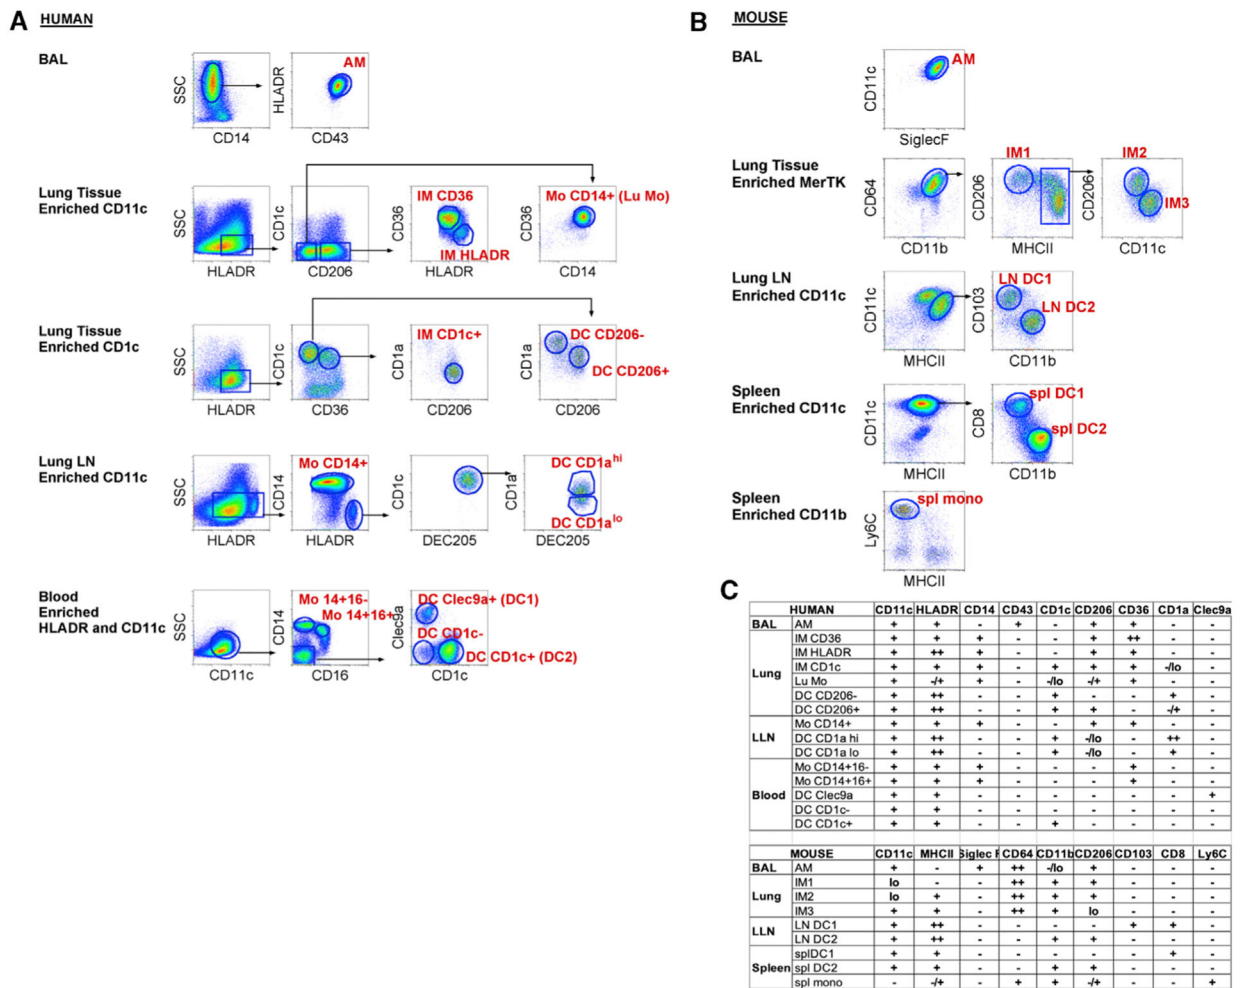 A HUMAN
BAL
SSC
CD14
HLADR
AM
CD43
Lung Tissue
Enriched CD11c
SSC
HLADR
CD1c
CD206
CD36
IM CD36
IM HLADR
HLADR
CD36
Mo CD14+ (Lu Mo)
CD14
Lung Tissue
Enriched CD1c
SSC
HLADR
CD1c
CD36
CD1a
IM CD1c+
CD206
CD1a
DC CD206-
DC CD206+
CD206
Lung LN
Enriched CD11c
SSC
HLADR
CD14
Mo CD14+
HLADR
CD1c
DEC205
CD1a
DC CD1a hi
DC CD1a lo
DEC205
Blood
Enriched
HLADR and CD11c
SSC
CD11c
CD14
Mo 14+16-
Mo 14+16+
CD16
Clec9a
DC Clec9a+ (DC1)
DC CD1c-
DC CD1c+ (DC2)
CD1c
B MOUSE
BAL
CD11c
AM
SiglecF
Lung Tissue
Enriched MerTK
CD64
CD11b
CD206
IM1
MHCII
CD206
IM2
IM3
CD11c
Lung LN
Enriched CD11c
CD11c
MHCII
CD103
LN DC1
LN DC2
CD11b
Spleen
Enriched CD11c
CD11c
MHCII
CD8
spl DC1
spl DC2
CD11b
Spleen
Enriched CD11b
Ly6C
spl mono
MHCII
C
HUMAN CD11c HLADR CD14 CD43 CD1c CD206 CD36 CD1a Clec9a
BAL AM + + - + - + + - -
Lung
IM CD36 + + + - - + ++ - -
IM HLADR + ++ + - - + + - -
IM CD1c + + + + - + + + -/lo -
Lu Mo + -/+ + - -/lo -/+ + - -
DC CD206- + ++ - - + - - + -
DC CD206+ + ++ - - + + - -/+ -
LLN
Mo CD14+ + + + - - + + - -
DC CD1a hi + ++ - - + -/lo - ++ -
DC CD1a lo + ++ - - + -/lo - + -
Blood
Mo CD14+16- + + + - - - + - -
Mo CD14+16+ + + + - - - + - -
DC Clec9a + + - - - - - - +
DC CD1c- + + - - - - - - -
DC CD1c+ + + - - + - - - -
MOUSE CD11c MHCII Siglec F CD64 CD11b CD206 CD103 CD8 Ly6C
BAL AM + - + ++ -/lo + - - -
Lung
IM1 lo - - ++ + + - - -
IM2 lo + - ++ + + - - -
IM3 + + - ++ + lo - - -
LLN
LN DC1 + ++ - - - - + + -
LN DC2 + ++ - - + + - - -
Spleen
splDC1 + + - - - - - + -
spl DC2 + + - - + + - - -
spl mono - -/+ - + + -/+ - - +